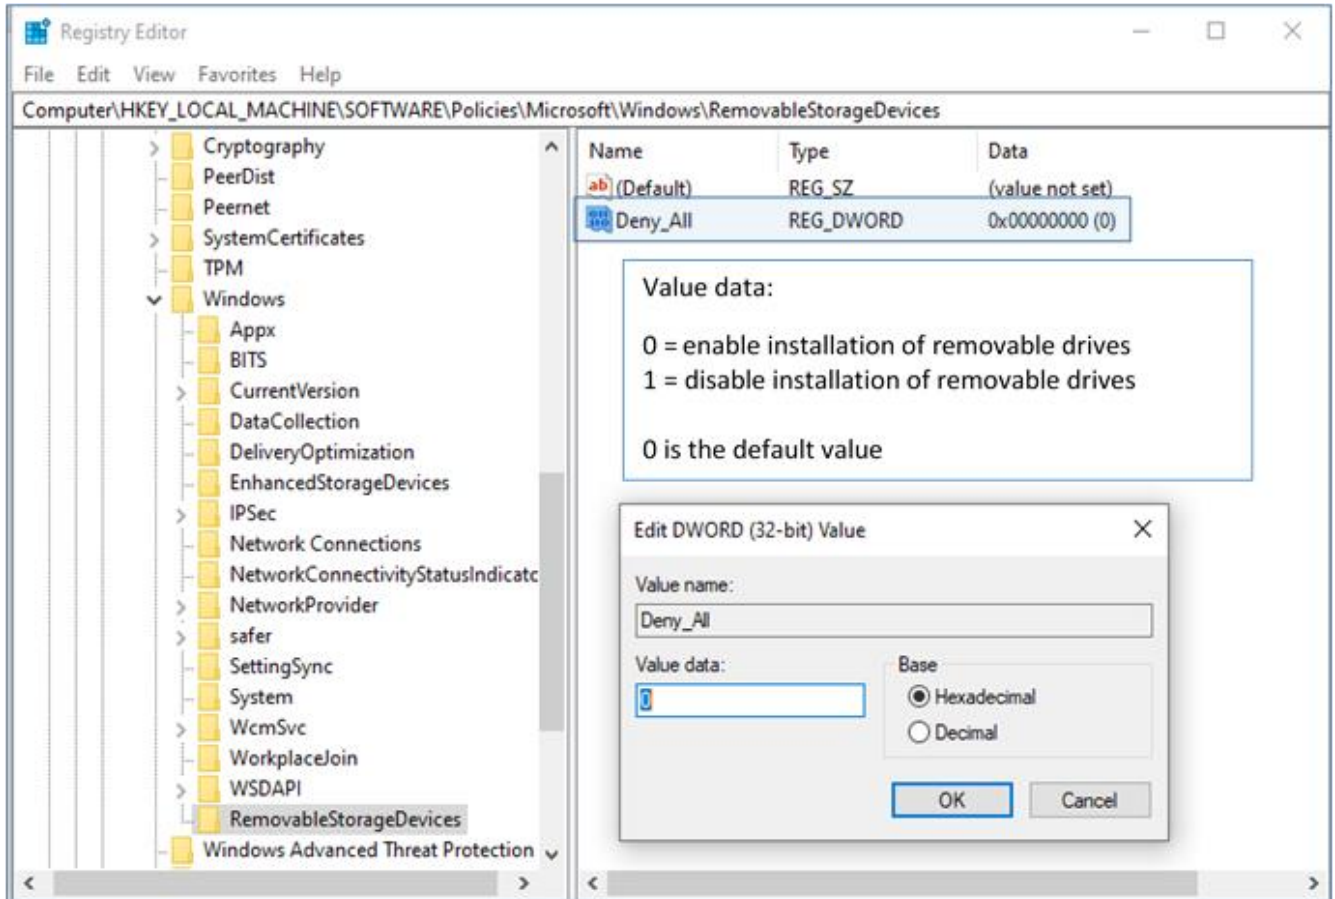 Registry Editor
File Edit View Favorites Help
Computer\HKEY_LOCAL_MACHINE\SOFTWARE\Policies\Microsoft\Windows\RemovableStorageDevices
Cryptography
PeerDist
Peernet
SystemCertificates
TPM
Windows
Appx
BITS
CurrentVersion
DataCollection
DeliveryOptimization
EnhancedStorageDevices
IPSec
Network Connections
NetworkConnectivityStatusIndicatc
NetworkProvider
safer
SettingSync
System
WcmSvc
WorkplaceJoin
WSDAPI
RemovableStorageDevices
Windows Advanced Threat Protection
Name Type Data
ab (Default) REG_SZ (value not set)
Deny_All REG_DWORD 0x00000000 (0)
Value data:
0 = enable installation of removable drives
1 = disable installation of removable drives
0 is the default value
Edit DWORD (32-bit) Value
Value name:
Deny_All
Value data:
0
Base
Hexadecimal
Decimal
OK Cancel